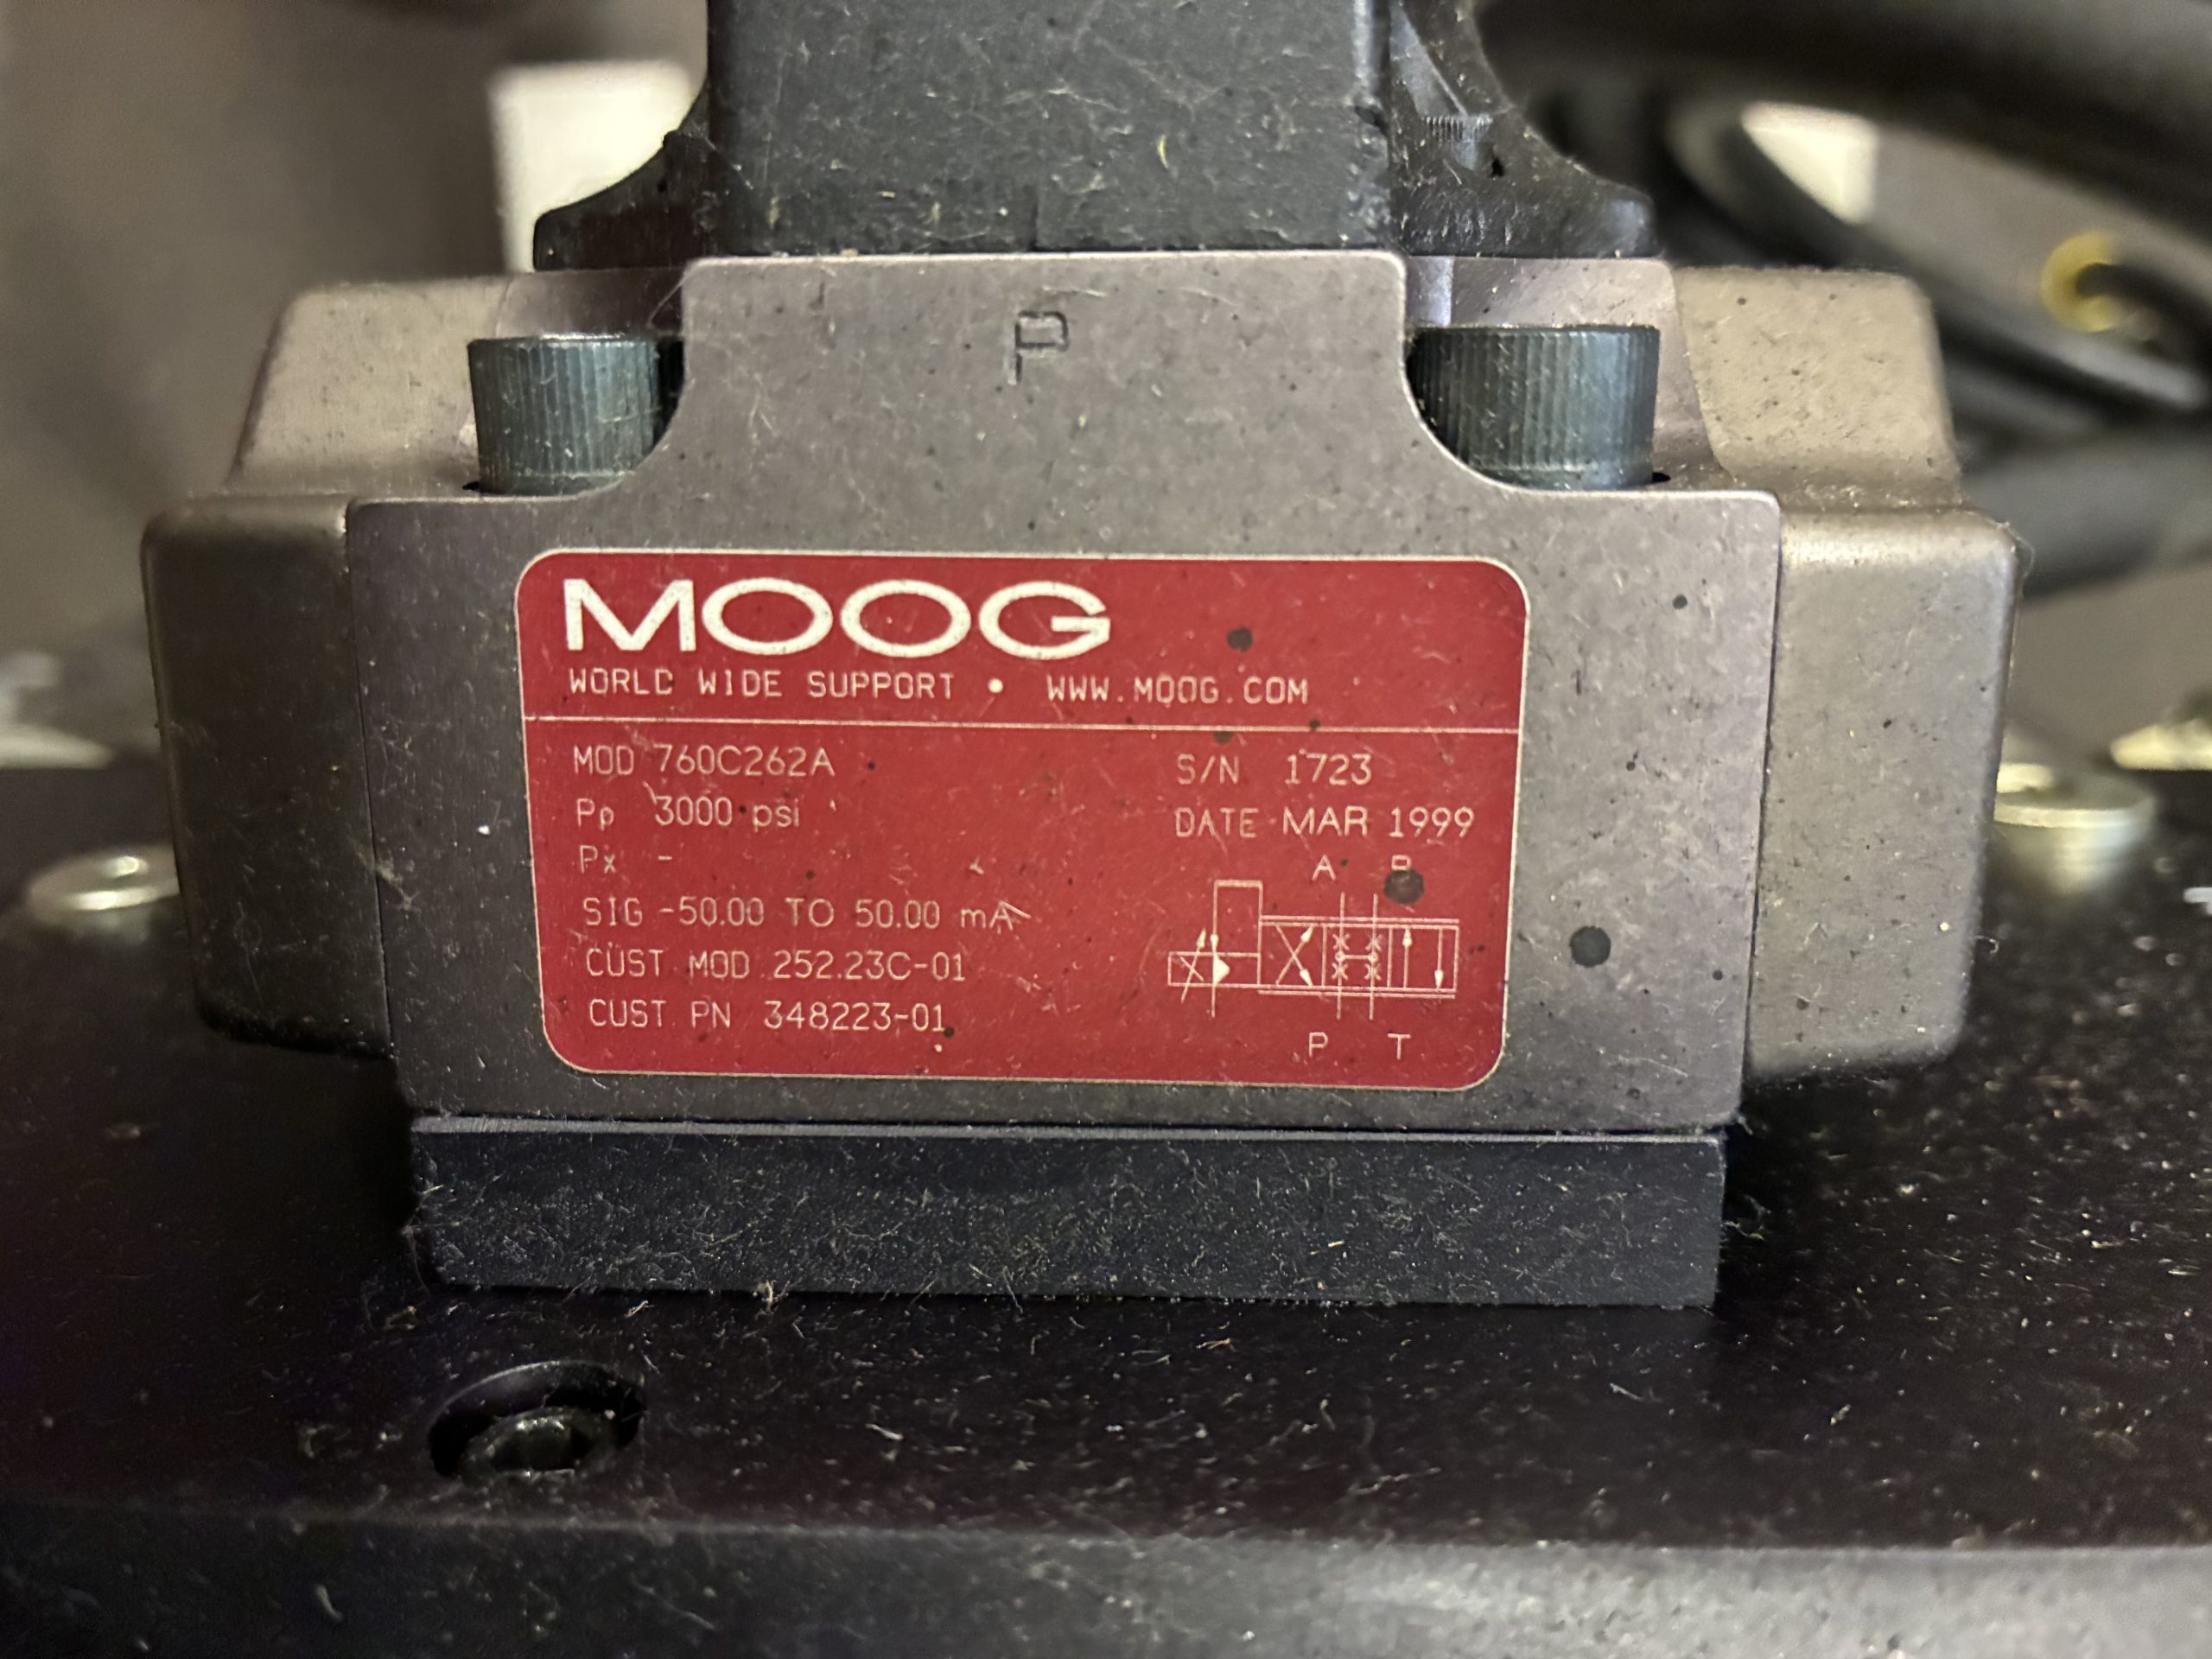 P
MOOG
WORLD WIDE SUPPORT • WWW.MOOG.COM
MOD 760C262A
S/N 1723
Pp 3000 psi
DATE MAR 1999
Px -
A B
SIG -50.00 TO 50.00 mA
CUST MOD 252.23C-01
CUST PN 348223-01
P T